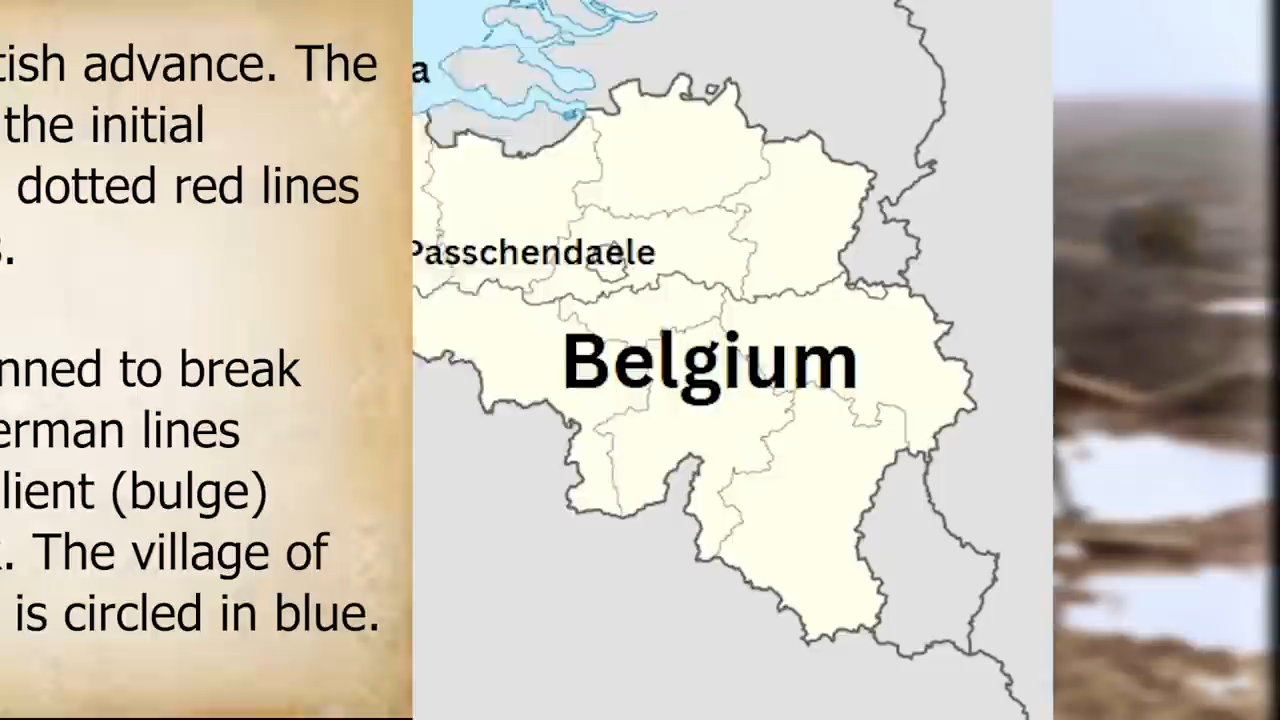 tish advance. The
the initial
dotted red lines
s.
nned to break
erman lines
lient (bulge)
. The village of
is circled in blue.
a
Passchendaele
Belgium